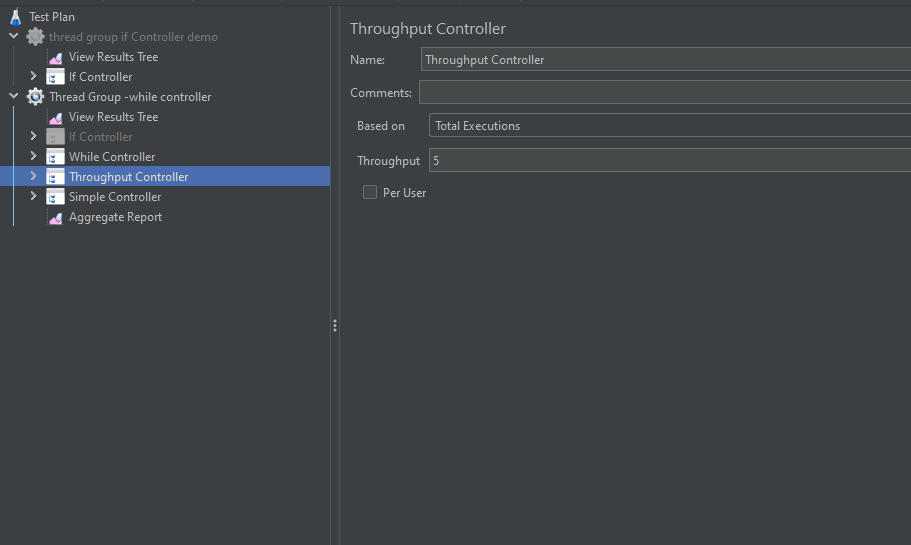 Test Plan
thread group if Controller demo
View Results Tree
If Controller
Thread Group -while controller
View Results Tree
If Controller
While Controller
Throughput Controller
Simple Controller
Aggregate Report
Throughput Controller
Name: Throughput Controller
Comments:
Based on Total Executions
Throughput 5
Per User